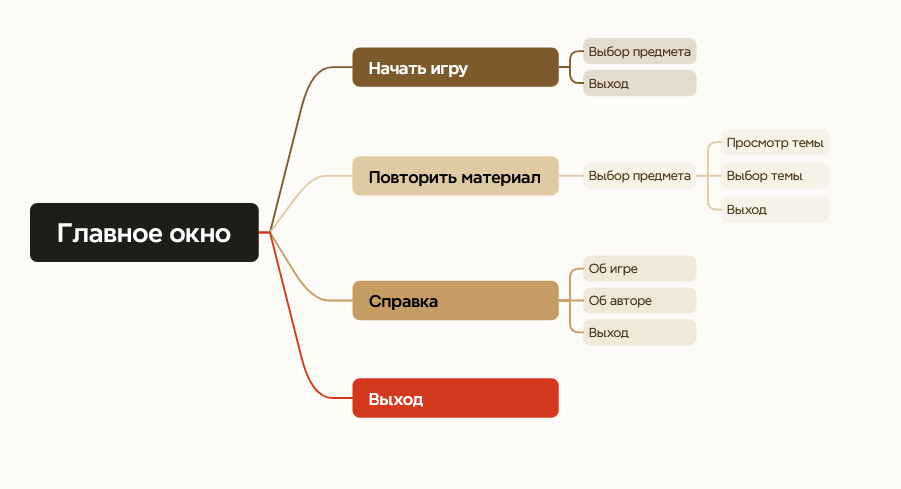 Главное окно
Начать игру
Выбор предмета
Выход
Повторить материал
Выбор предмета
Просмотр темы
Выбор темы
Выход
Справка
Об игре
Об авторе
Выход
Выход